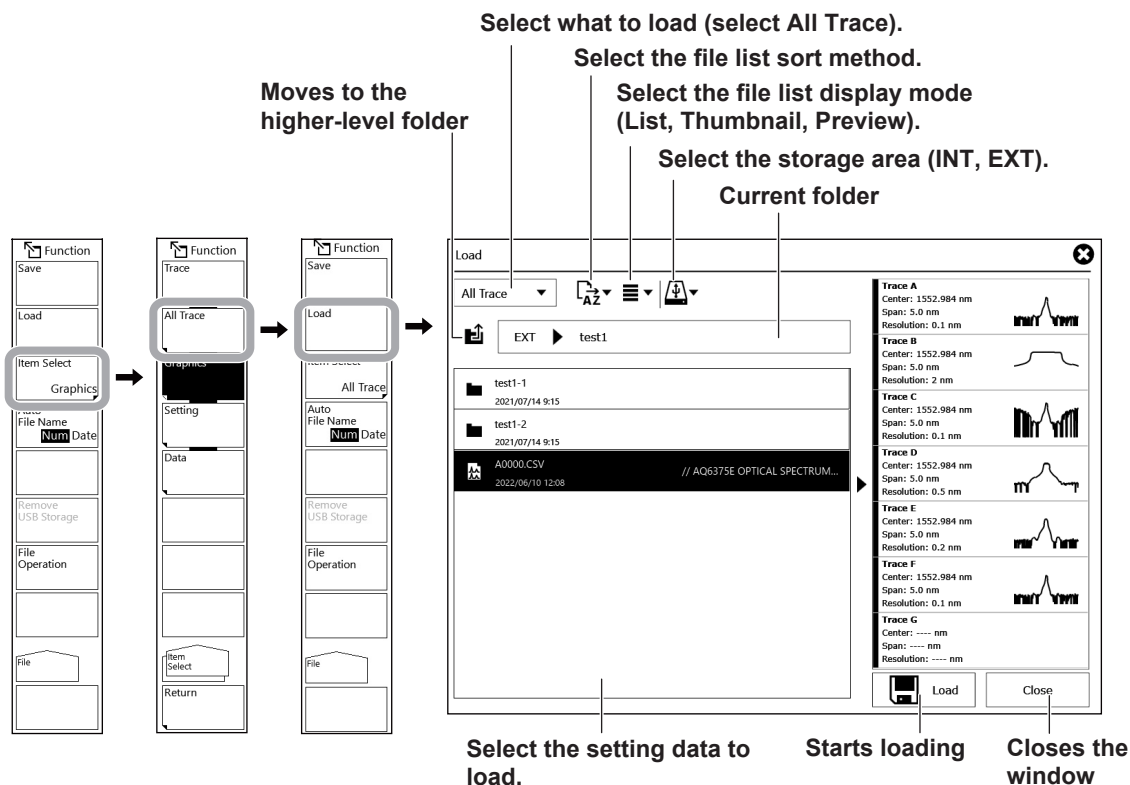 Select what to load (select All Trace).
Select the file list sort method.
Moves to the
higher-level folder
Select the file list display mode
(List, Thumbnail, Preview).
Select the storage area (INT, EXT).
Current folder
Function
Save
Load
Item Select
Graphics
Auto
File Name
Num Date
Remove
USB Storage
File
Operation
File
Function
Trace
All Trace
Graphics
Setting
Data
Item
Select
Return
Function
Save
Load
Item Select
All Trace
Auto
File Name
Num Date
Remove
USB Storage
File
Operation
File
Load
All Trace
AZ
EXT test1
test1-1
2021/07/14 9:15
test1-2
2021/07/14 9:15
A0000.CSV // AQ6375E OPTICAL SPECTRUM...
2022/06/10 12:08
Trace A
Center: 1552.984 nm
Span: 5.0 nm
Resolution: 0.1 nm
Trace B
Center: 1552.984 nm
Span: 5.0 nm
Resolution: 2 nm
Trace C
Center: 1552.984 nm
Span: 5.0 nm
Resolution: 0.1 nm
Trace D
Center: 1552.984 nm
Span: 5.0 nm
Resolution: 0.5 nm
Trace E
Center: 1552.984 nm
Span: 5.0 nm
Resolution: 0.2 nm
Trace F
Center: 1552.984 nm
Span: 5.0 nm
Resolution: 0.1 nm
Trace G
Center: ---- nm
Span: ---- nm
Resolution: ---- nm
Load
Close
Select the setting data to
load.
Starts loading
Closes the
window